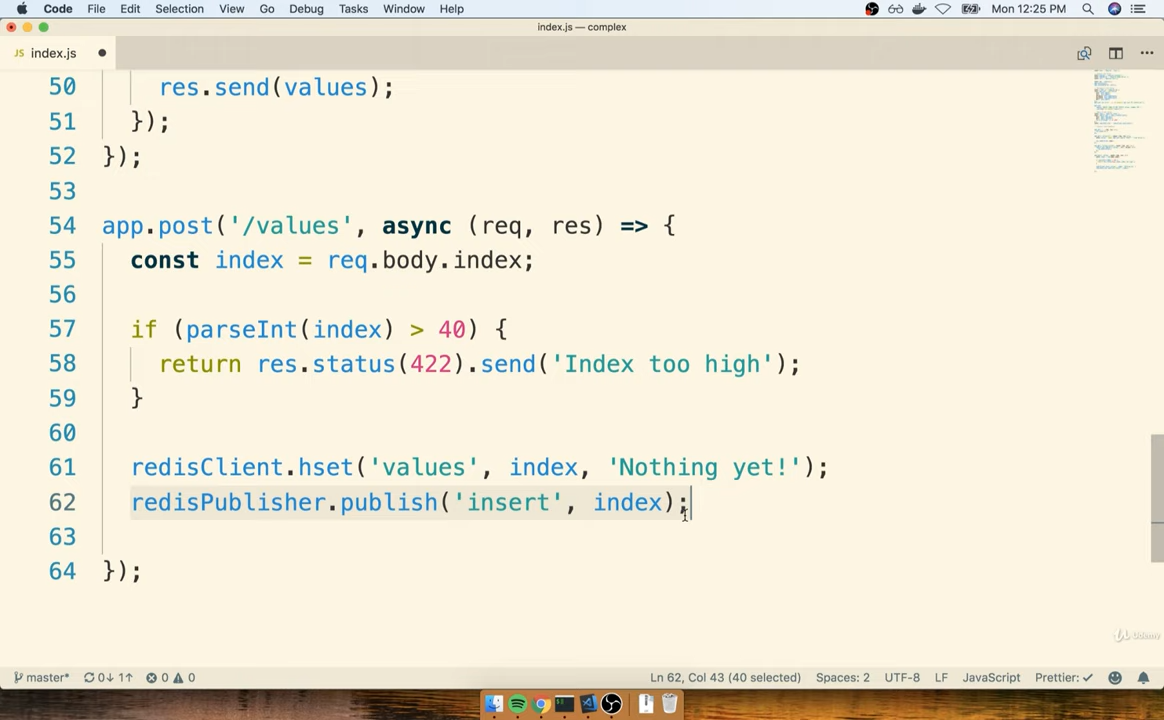 Code File Edit Selection View Go Debug Tasks Window Help Mon 12:25 PM
index.js — complex
JS index.js
50 res.send(values);
51 });
52 });
53
54 app.post('/values', async (req, res) => {
55 const index = req.body.index;
56
57 if (parseInt(index) > 40) {
58 return res.status(422).send('Index too high');
59 }
60
61 redisClient.hset('values', index, 'Nothing yet!');
62 redisPublisher.publish('insert', index);
63
64 });
Udemy
master* 0↓ 1↑ 0 0 Ln 62, Col 43 (40 selected) Spaces: 2 UTF-8 LF JavaScript Prettier: ✓